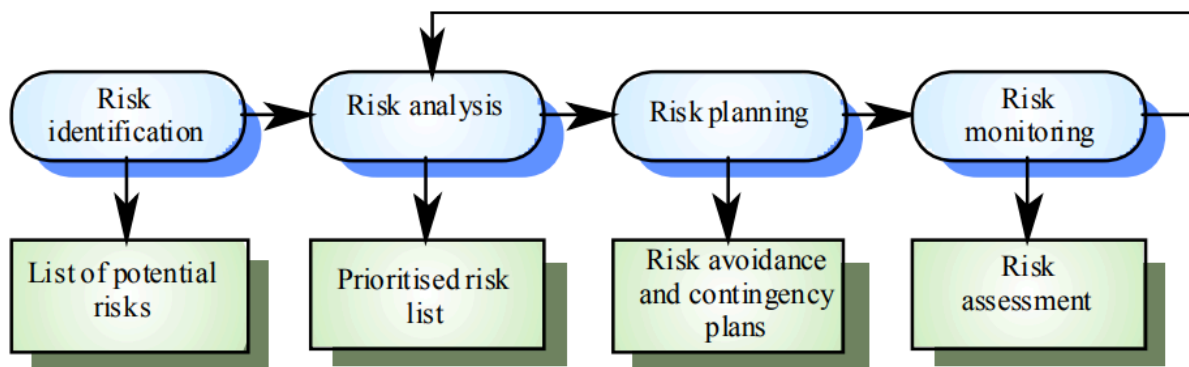 Risk
identification
Risk analysis
Risk planning
Risk
monitoring
List of potential
risks
Prioritised risk
list
Risk avoidance
and contingency
plans
Risk
assessment